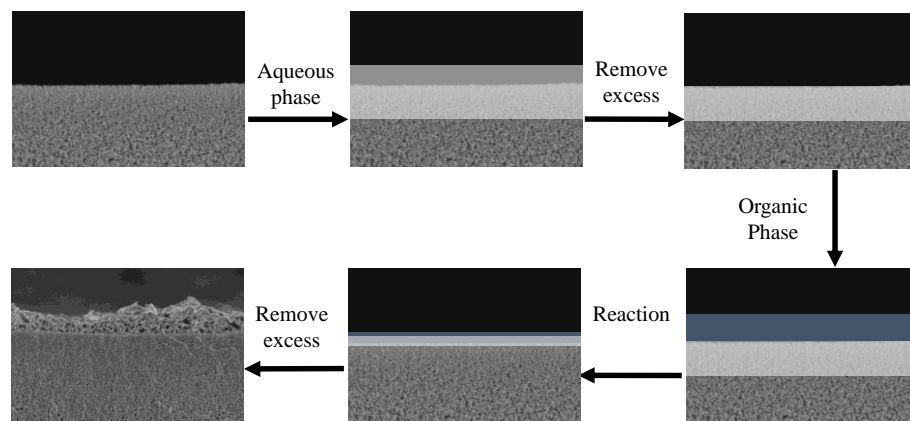 Aqueous
phase
Remove
excess
Organic
Phase
Reaction
Remove
excess